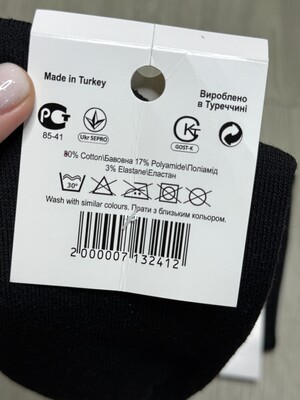 Made in Turkey
Вироблено
в Туреччині
РСТ
85-41
Ukr SEPRO
GOST-K
80% Cotton\Бавовна 17% Polyamide\Поліамід
3% Elastane\Еластан
30°
Wash with similar colours. Прати з близьким кольором.
2 000007 132412